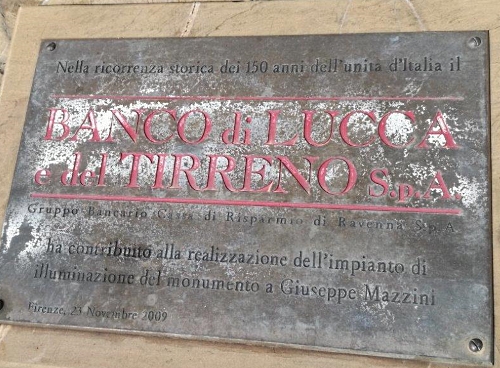 Nella ricorrenza storica dei 150 anni dell'unità d'Italia il
BANCO di LUCCA
e del TIRRENO S.p.A.
Gruppo Bancario Cassa di Risparmio di Ravenna S.p.A.
ha contribuito alla realizzazione dell'impianto di
illuminazione del monumento a Giuseppe Mazzini
Firenze, 23 Novembre 2009